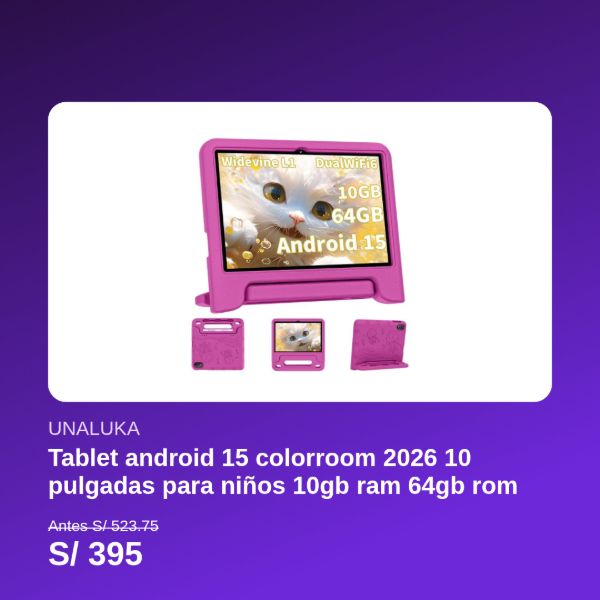 Widevine L1 DualWiFi6
10GB
64GB
Android 15
UNALUKA
Tablet android 15 colorroom 2026 10
pulgadas para niños 10gb ram 64gb rom
Antes S/ 523.75
S/ 395